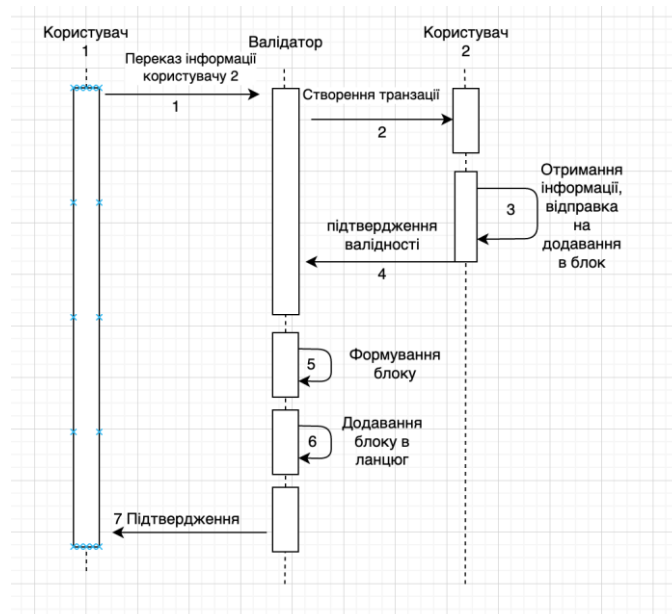 Користувач
1
Валідатор
Користувач
2
Переказ інформації
користувачу 2
1
Створення транзації
2
Отримання
інформації,
відправка
на
додавання
в блок
3
підтвердження
валідності
4
5
Формування
блоку
6
Додавання
блоку в
ланцюг
7 Підтвердження